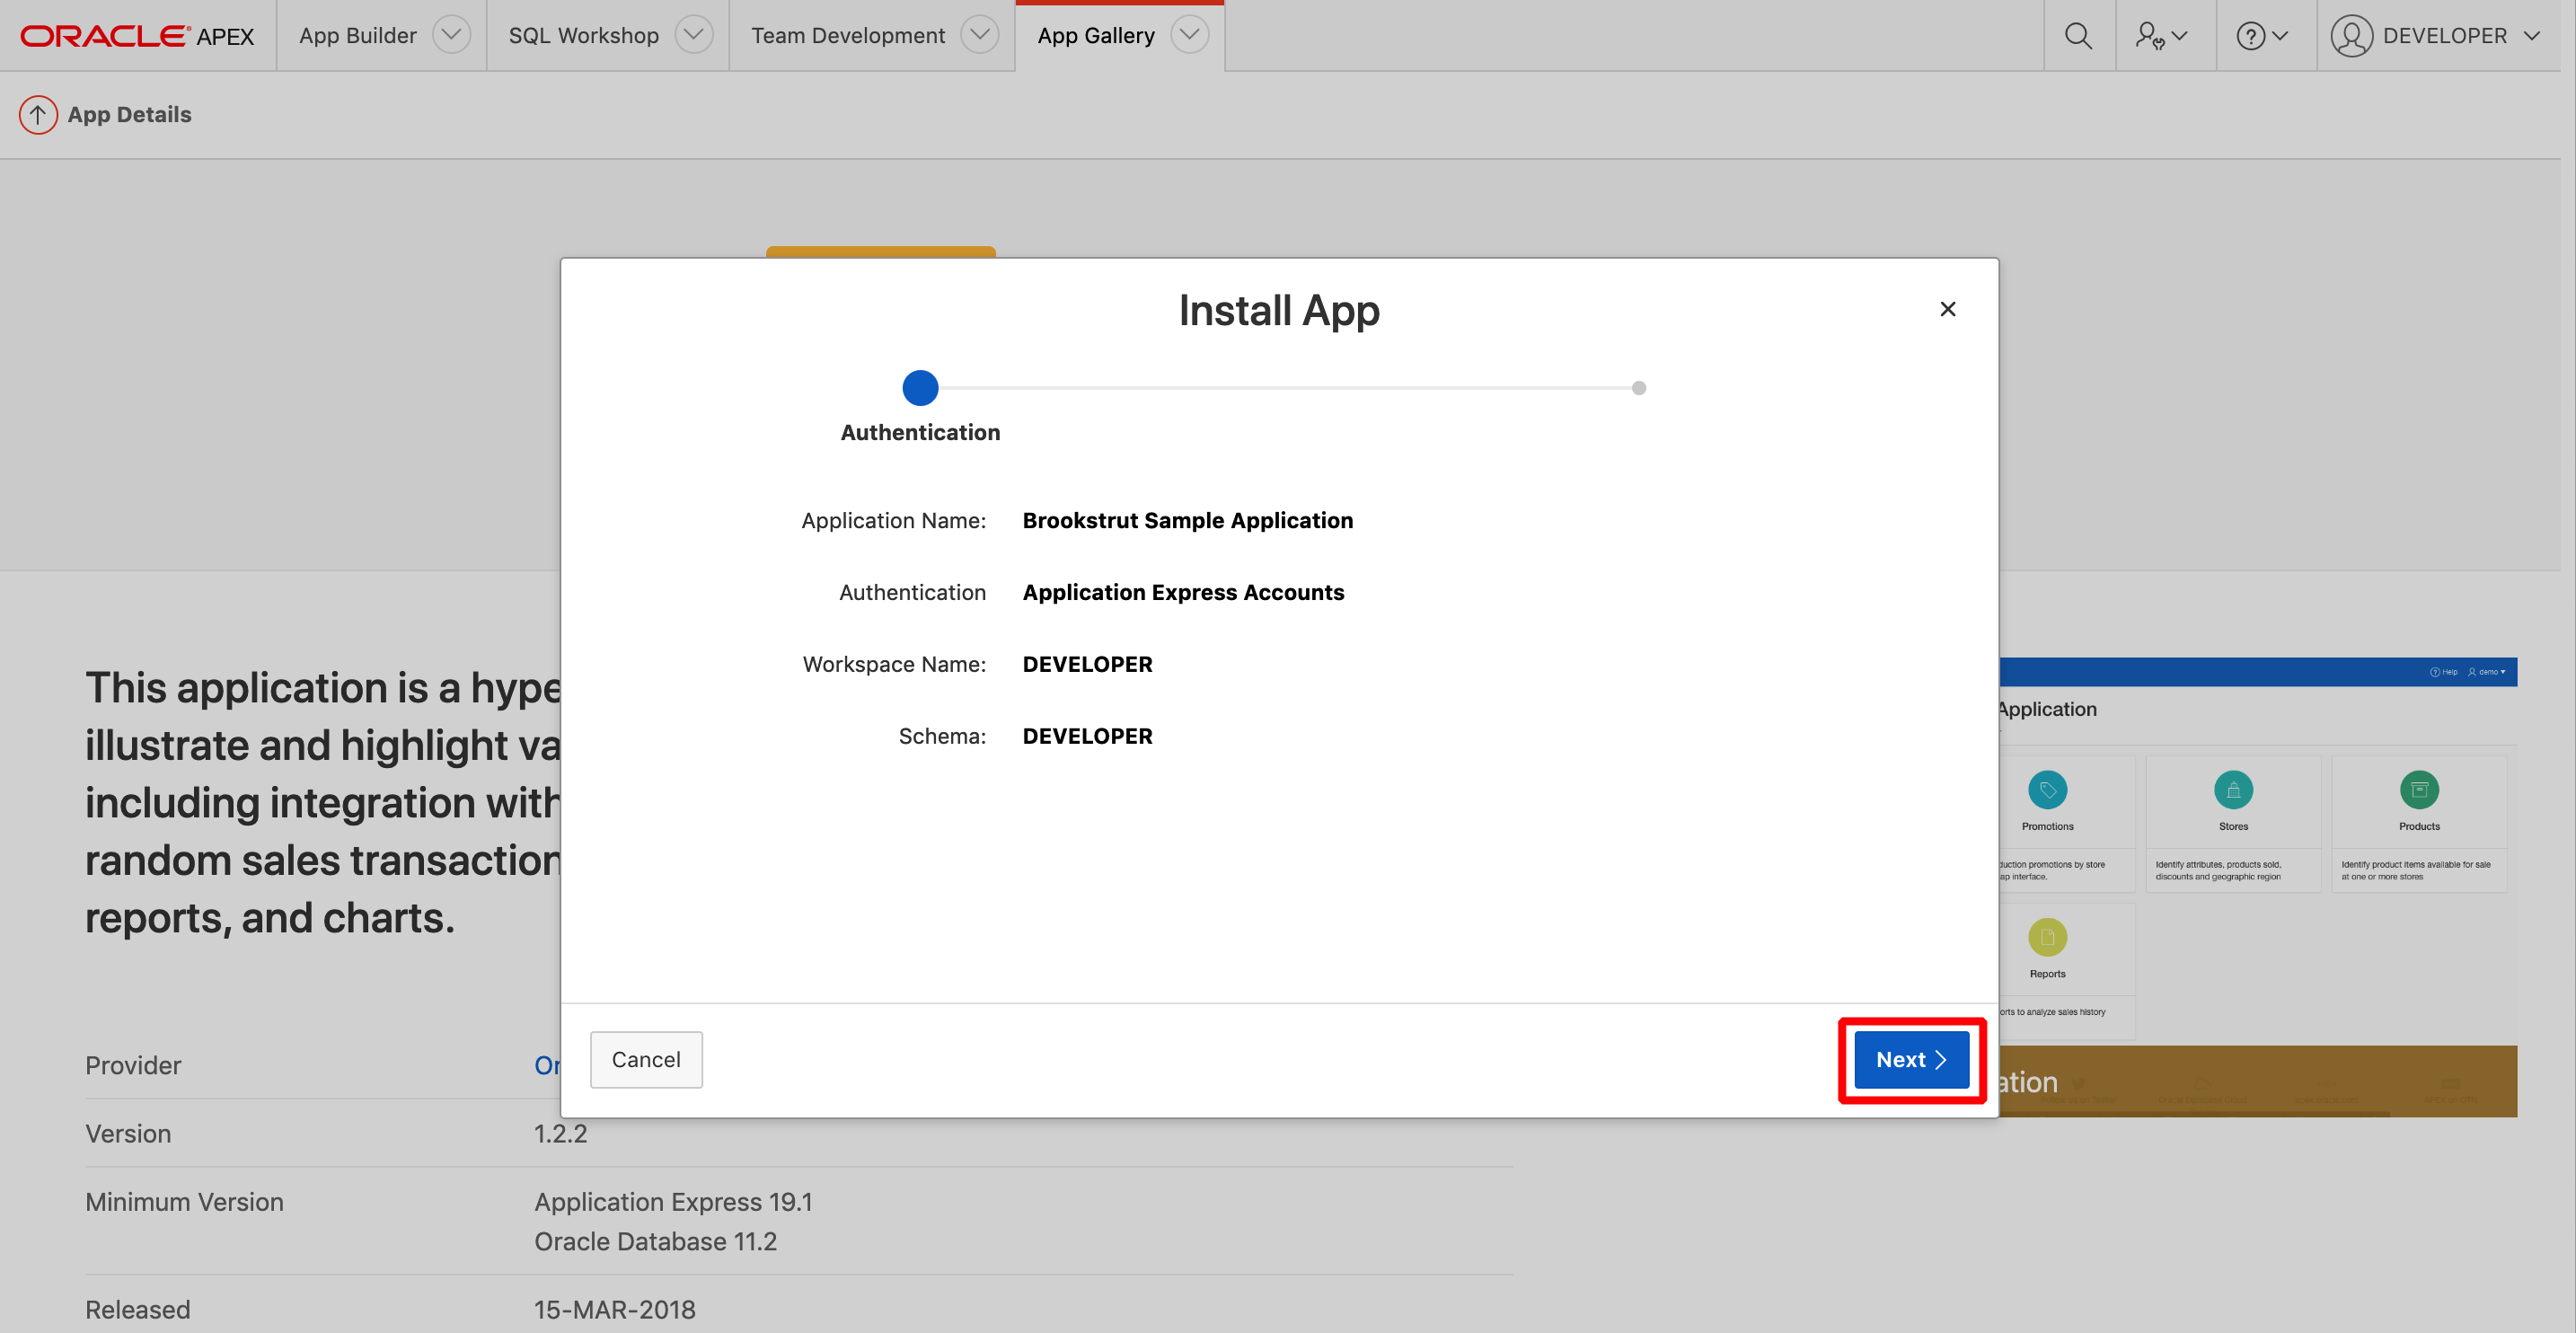 ORACLE APEX
App Builder
SQL Workshop
Team Development
App Gallery
DEVELOPER
App Details
Install App
Authentication
Application Name: Brookstrut Sample Application
Authentication Application Express Accounts
Workspace Name: DEVELOPER
Schema: DEVELOPER
Cancel
Next
This application is a hype
illustrate and highlight va
including integration with
random sales transaction
reports, and charts.
Provider Or
Version 1.2.2
Minimum Version Application Express 19.1
Oracle Database 11.2
Released 15-MAR-2018
Help demo
Application
Promotions
uction promotions by store
ap interface.
Stores
Identify attributes, products sold,
discounts and geographic region
Products
Identify product items available for sale
at one or more stores
Reports
orts to analyze sales history
ation